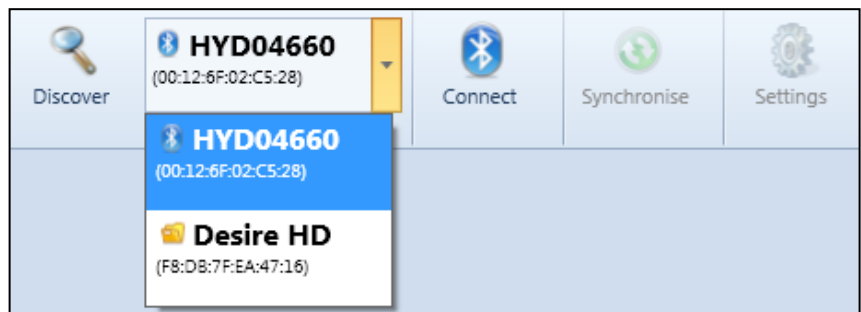 Discover
HYD04660
(00:12:6F:02:C5:28)
Connect
Synchronise
Settings
HYD04660
(00:12:6F:02:C5:28)
Desire HD
(F8:DB:7F:EA:47:16)